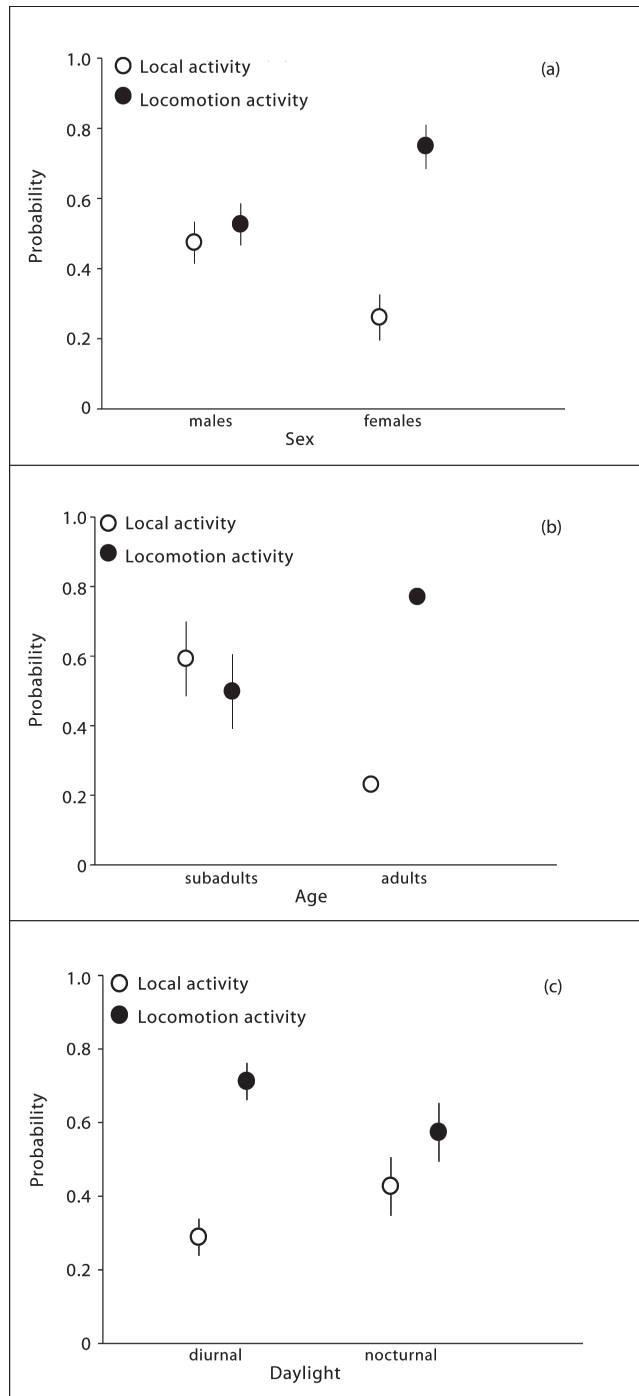 1.0
Local activity
(a)
Locomotion activity
0.8
0.6
Probability
0.4
0.2
0
males
females
Sex
1.0
Local activity
(b)
Locomotion activity
0.8
0.6
Probability
0.4
0.2
0
subadults
adults
Age
1.0
Local activity
(c)
Locomotion activity
0.8
0.6
Probability
0.4
0.2
0
diurnal
nocturnal
Daylight